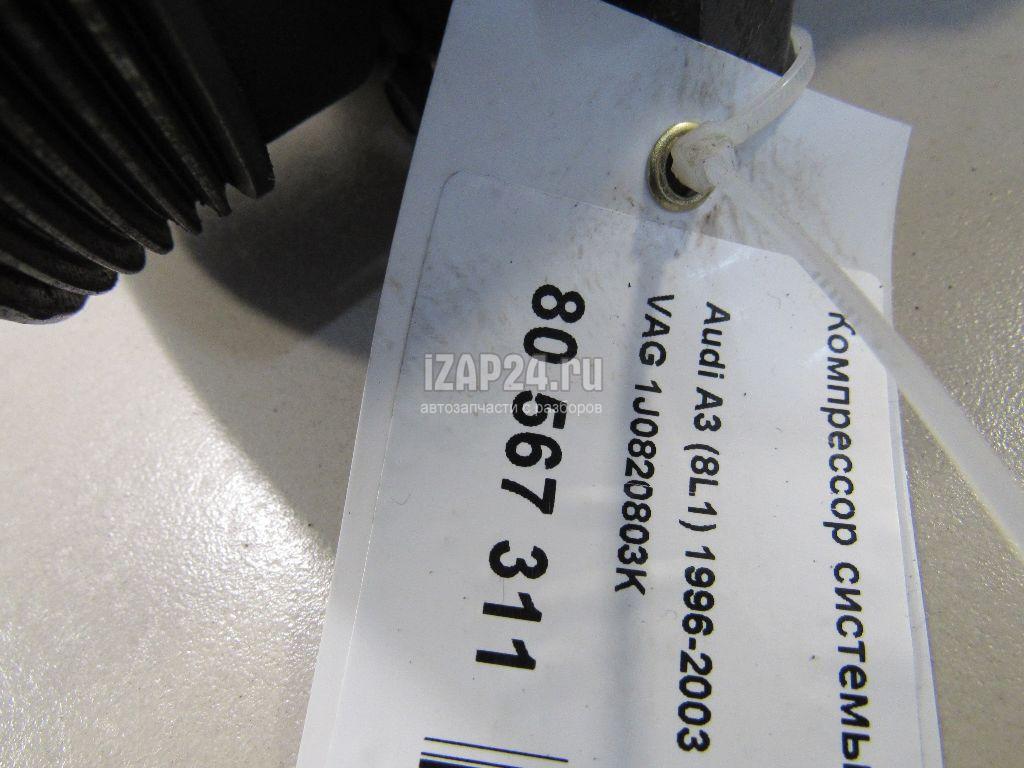 Компрессор системы
Audi A3 (8L1) 1996-2003
VAG 1J0820803K
80 567 311
iZAP24.ru
автозапчасти с разборов